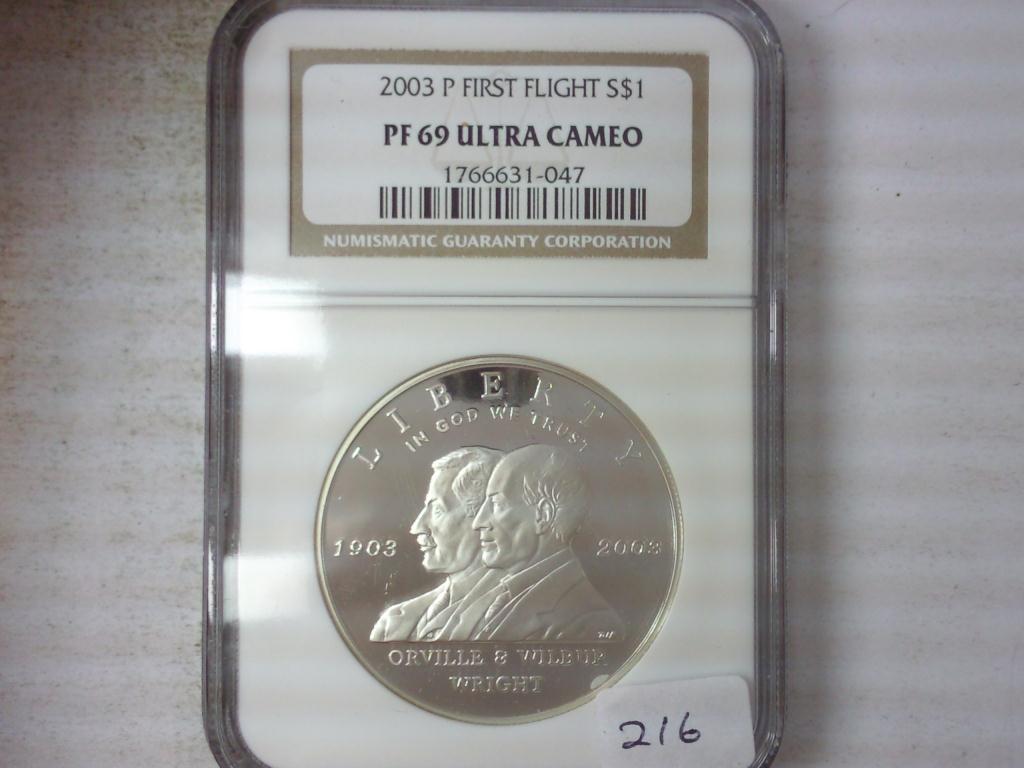 2003 P FIRST FLIGHT S$1
PF 69 ULTRA CAMEO
1766631-047
NUMISMATIC GUARANTY CORPORATION
LIBERTY
IN GOD WE TRUST
1903 2003
ORVILLE & WILBUR
WRIGHT
216